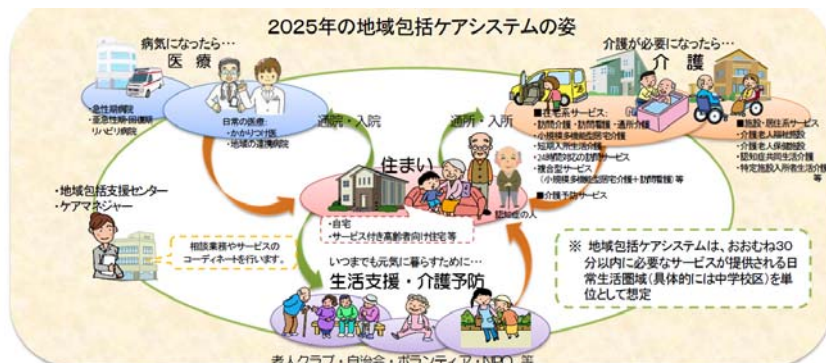 2025年の地域包括ケアシステムの姿
病気になったら…
医 療
・急性期病院
・亜急性期・回復期
リハビリ病院
日常の医療:
・かかりつけ医
・地域の連携病院
通院・入院
通所・入所
介護が必要になったら…
介 護
■在宅系サービス:
・訪問介護・訪問看護・通所介護
・小規模多機能型居宅介護
・短期入所生活介護
・24時間対応の訪問サービス
・複合型サービス
(小規模多機能型居宅介護+訪問看護)等
■介護予防サービス
■施設・居住系サービス
・介護老人福祉施設
・介護老人保健施設
・認知症共同生活介護
・特定施設入所者生活介護
等
住まい
・自宅
・サービス付き高齢者向け住宅等
認知症の人
・地域包括支援センター
・ケアマネジャー
相談業務やサービスの
コーディネートを行います。
いつまでも元気に暮らすために…
生活支援・介護予防
老人クラブ・自治会・ボランティア・NPO 等
※ 地域包括ケアシステムは、おおむね30
分以内に必要なサービスが提供される日
常生活圏域(具体的には中学校区)を単
位として想定